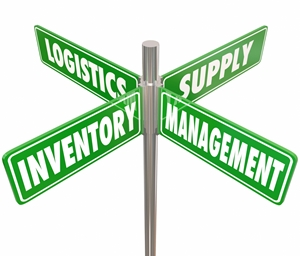 LOGISTICS
SUPPLY
INVENTORY
MANAGEMENT